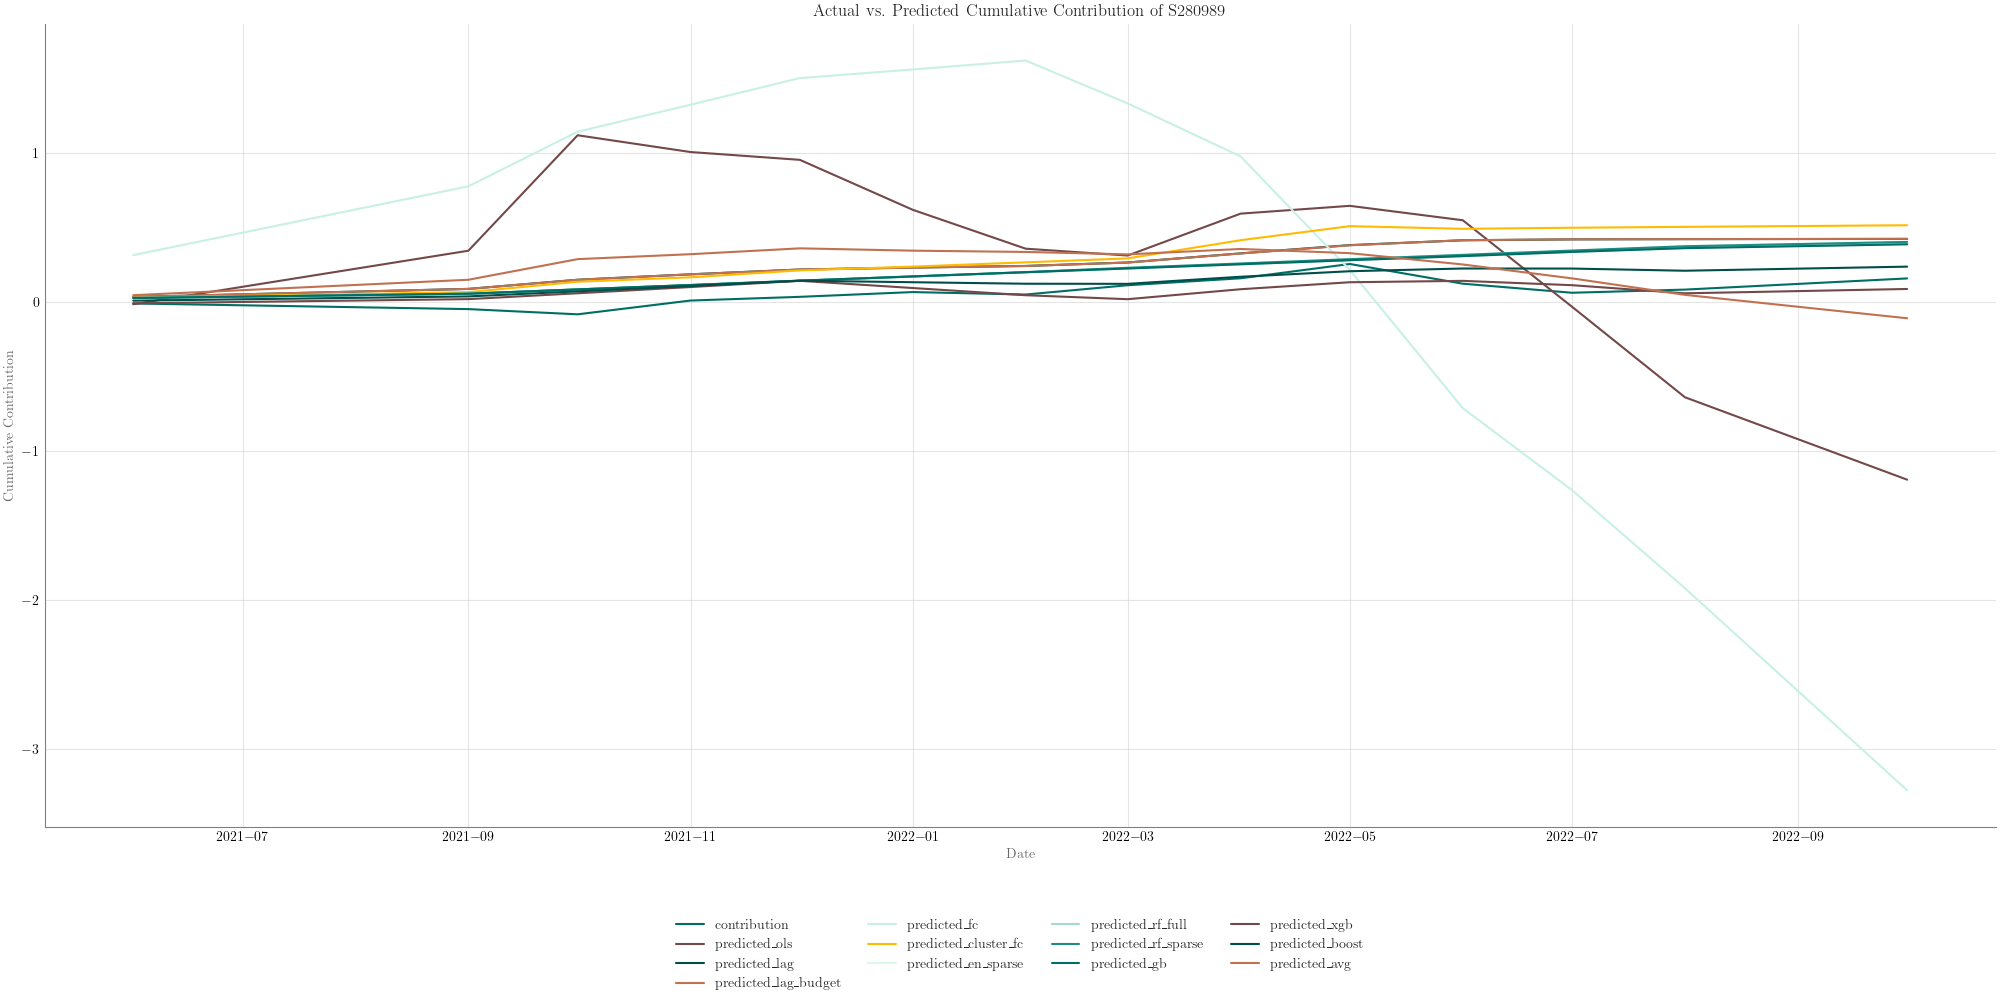 Actual vs. Predicted Cumulative Contribution of S280989
Cumulative Contribution
1
0
−1
−2
−3
2021−07 2021−09 2021−11 2022−01 2022−03 2022−05 2022−07 2022−09
Date
contribution predicted_fc predicted_rf_full predicted_xgb
predicted_ols predicted_cluster_fc predicted_rf_sparse predicted_boost
predicted_lag predicted_en_sparse predicted_gb predicted_avg
predicted_lag_budget